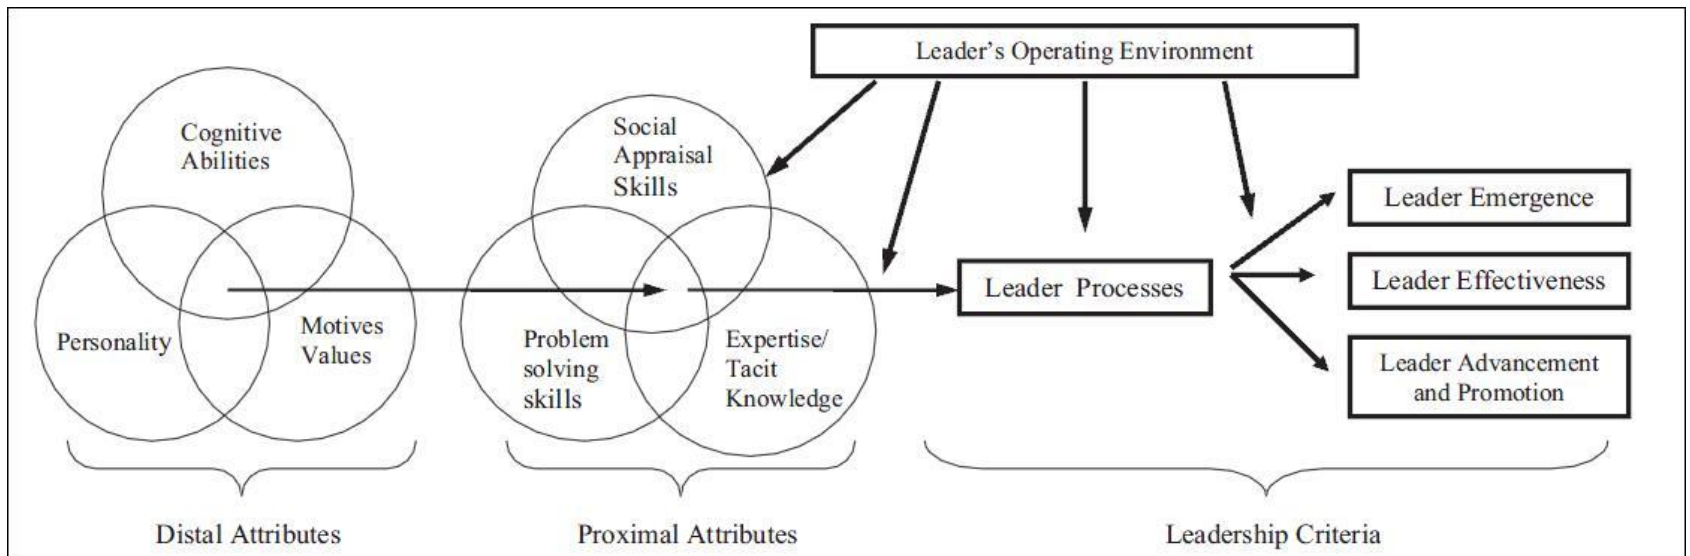 Leader’s Operating Environment
Cognitive
Abilities
Personality
Motives
Values
Social
Appraisal
Skills
Problem
solving
skills
Expertise/
Tacit
Knowledge
Leader Processes
Leader Emergence
Leader Effectiveness
Leader Advancement
and Promotion
Distal Attributes
Proximal Attributes
Leadership Criteria